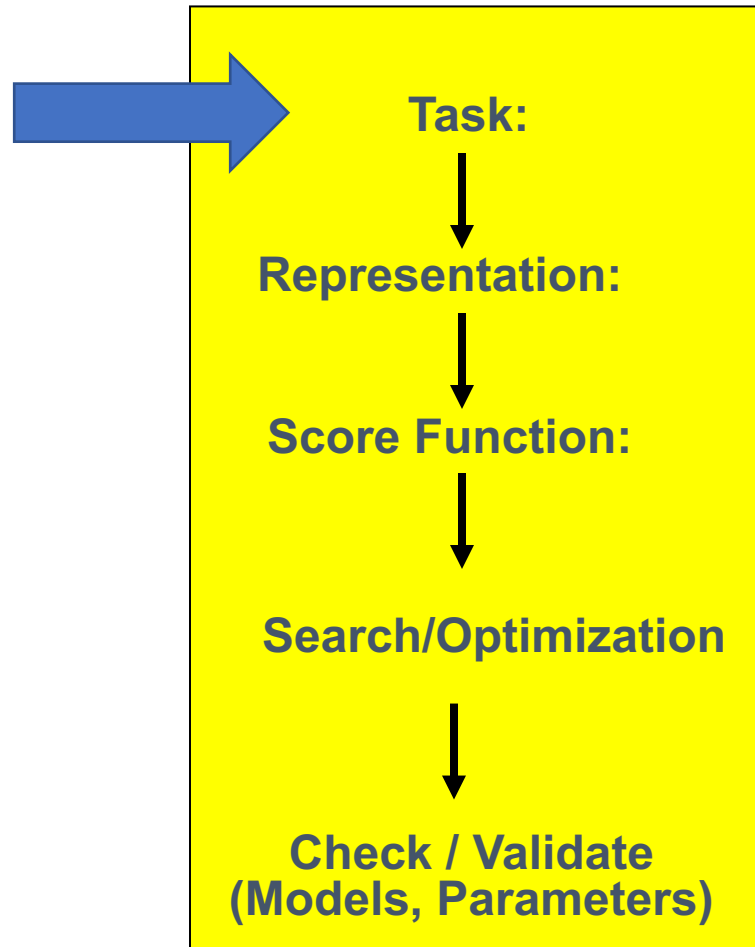 Task:
Representation:
Score Function:
Search/Optimization
Check / Validate
(Models, Parameters)